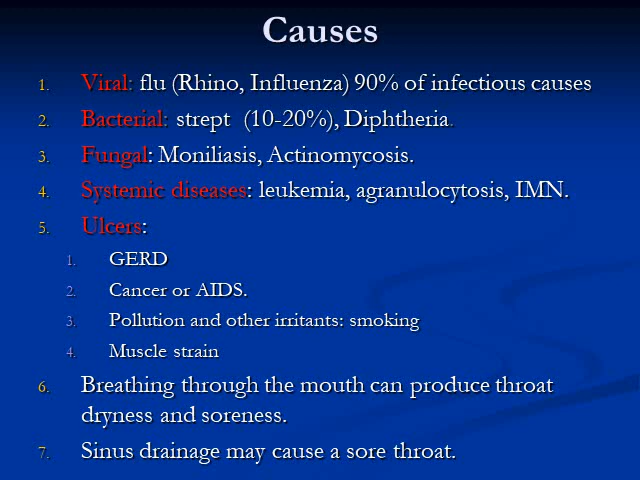 Causes
1. Viral: flu (Rhino, Influenza) 90% of infectious causes
2. Bacterial: strept (10-20%), Diphtheria.
3. Fungal: Moniliasis, Actinomycosis.
4. Systemic diseases: leukemia, agranulocytosis, IMN.
5. Ulcers:
1. GERD
2. Cancer or AIDS.
3. Pollution and other irritants: smoking
4. Muscle strain
6. Breathing through the mouth can produce throat
dryness and soreness.
7. Sinus drainage may cause a sore throat.